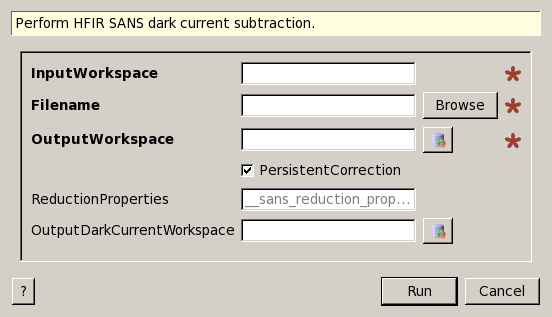 Perform HFIR SANS dark current subtraction.
InputWorkspace
Filename
Browse
OutputWorkspace
PersistentCorrection
ReductionProperties
__sans_reduction_prop...
OutputDarkCurrentWorkspace
?
Run
Cancel